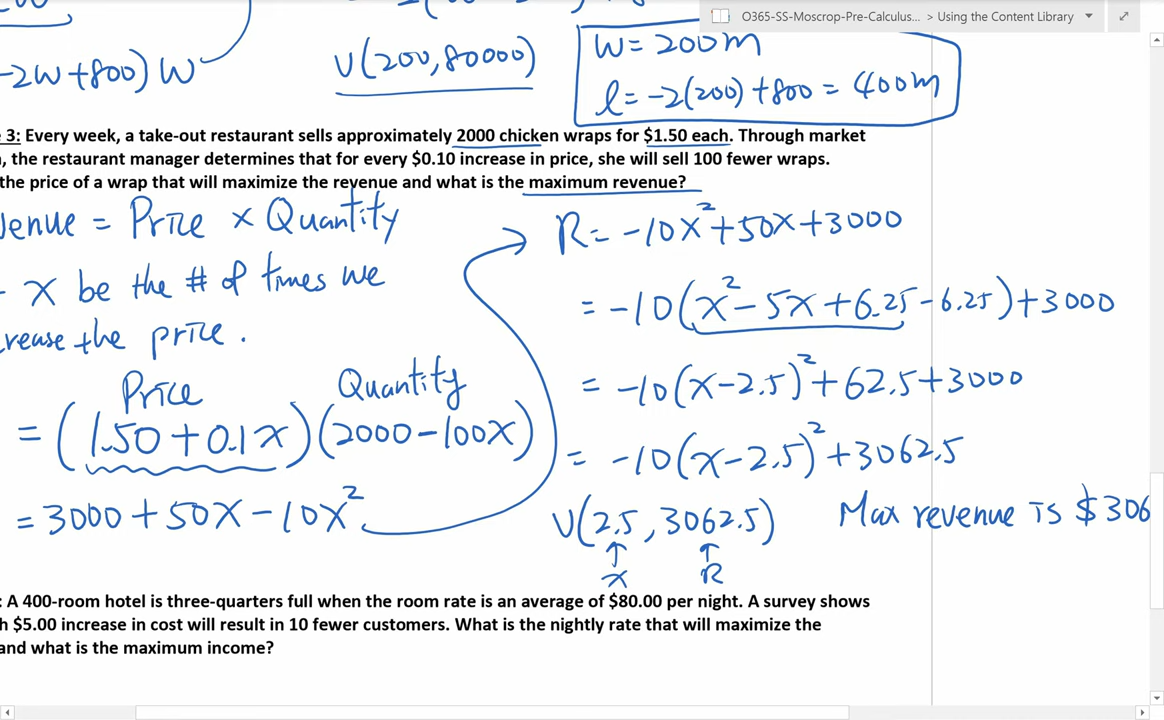 O365-SS-Moscrop-Pre-Calculus... > Using the Content Library
-2W+800)W
V(200,80000)
W=200m
l=-2(200)+800=400m
3: Every week, a take-out restaurant sells approximately 2000 chicken wraps for $1.50 each. Through market
, the restaurant manager determines that for every $0.10 increase in price, she will sell 100 fewer wraps.
the price of a wrap that will maximize the revenue and what is the maximum revenue?
enue = Price × Quantity
x be the # of times we
rease the price.
Price Quantity
=(1.50+0.1x)(2000-100x)
=3000+50x-10x²
R=-10x²+50x+3000
=-10(x²-5x+6.25-6.25)+3000
=-10(x-2.5)²+62.5+3000
=-10(x-2.5)²+3062.5
V(2.5,3062.5) Max revenue is $306
↑ ↑
x R
: A 400-room hotel is three-quarters full when the room rate is an average of $80.00 per night. A survey shows
h $5.00 increase in cost will result in 10 fewer customers. What is the nightly rate that will maximize the
and what is the maximum income?